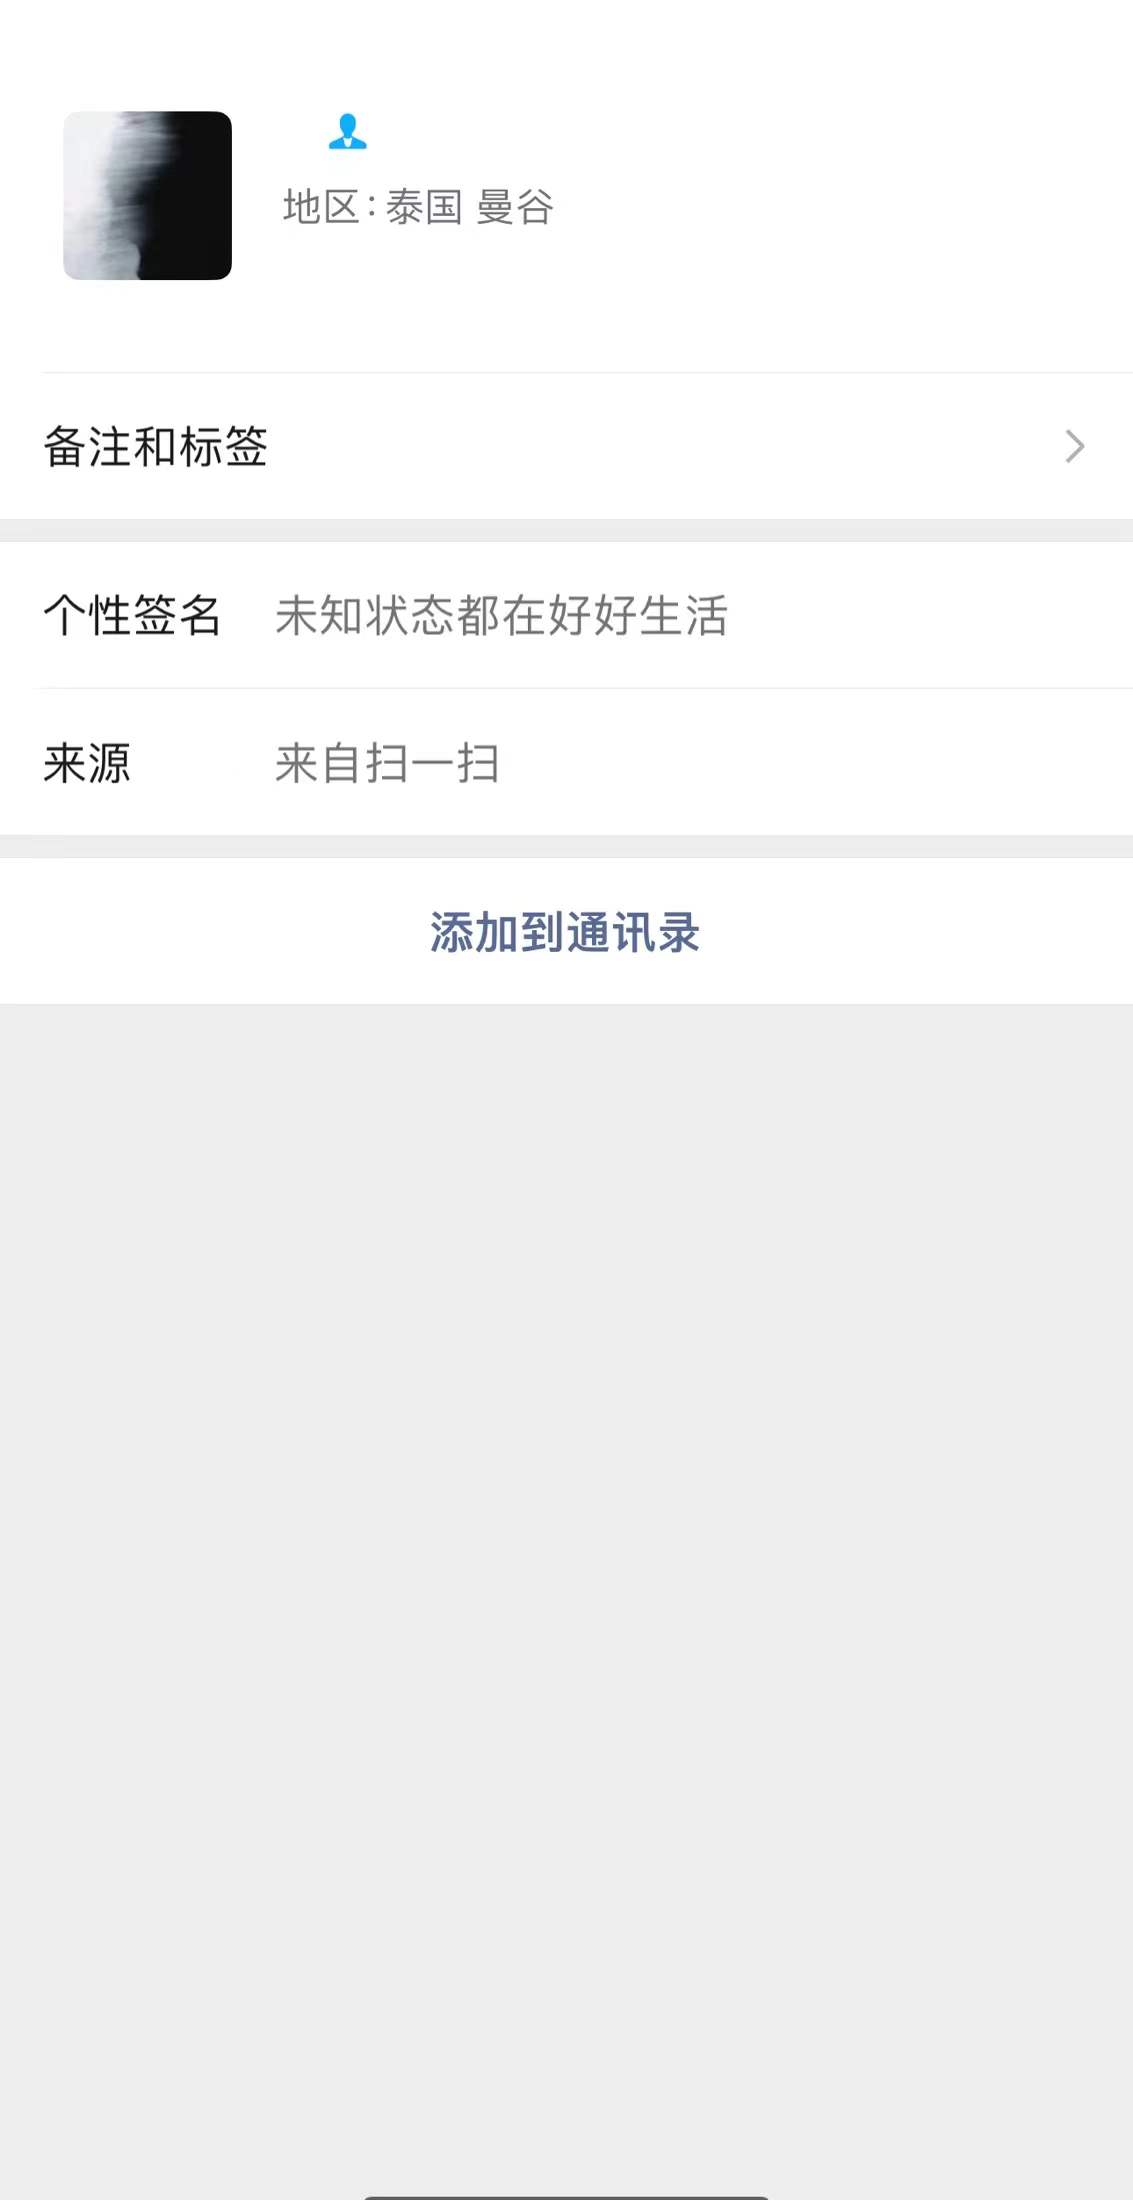 地区:泰国 曼谷
备注和标签
个性签名 未知状态都在好好生活
来源 来自扫一扫
添加到通讯录